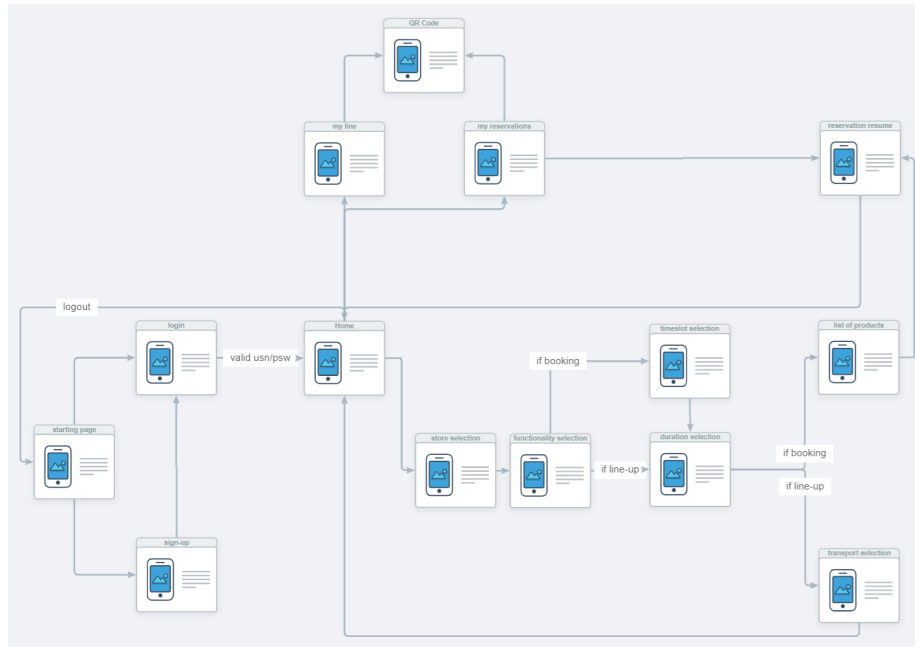 QR Code
my line
my reservations
reservation resume
logout
login
Home
timeslot selection
list of products
valid usn/psw
if booking
starting page
store selection
functionality selection
duration selection
if booking
if line-up
if line-up
sign-up
transport selection